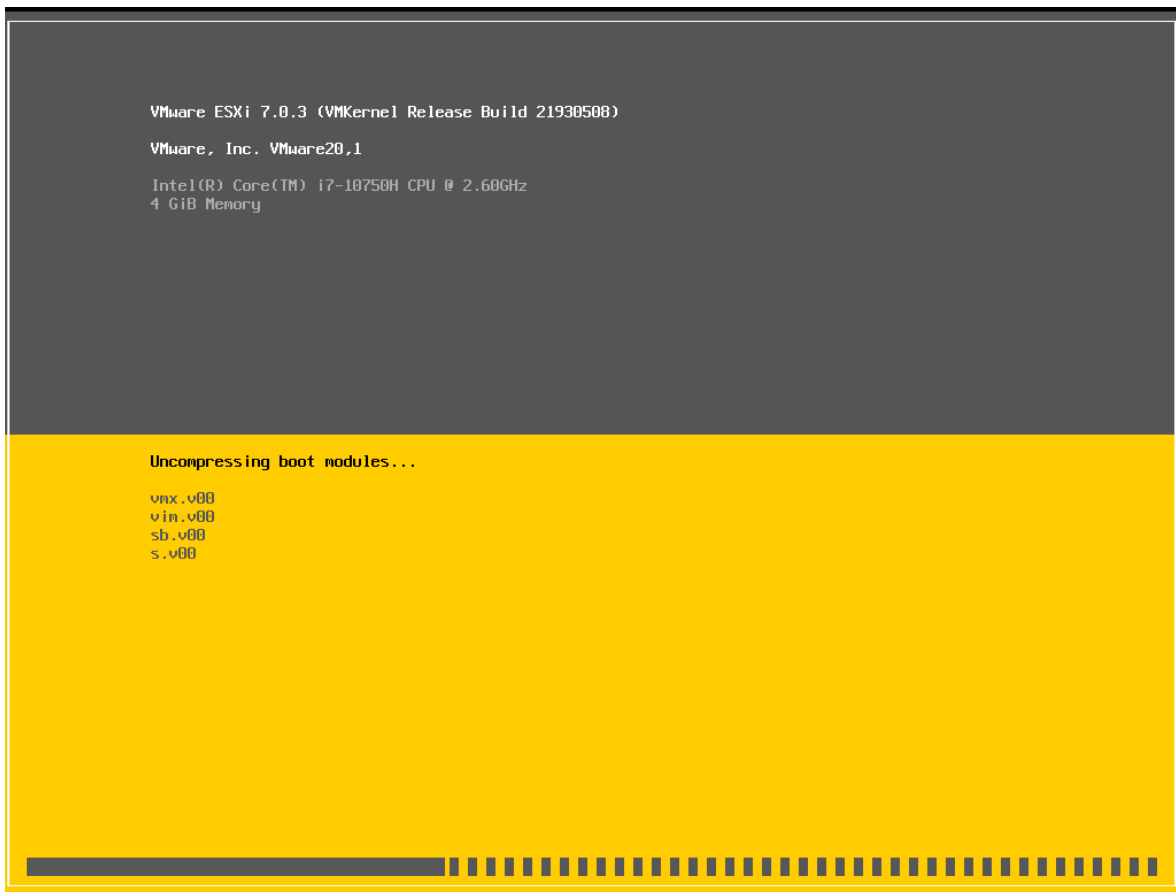 VMware ESXi 7.0.3 (VMKernel Release Build 21930508)
VMware, Inc. VMware20,1
Intel(R) Core(TM) i7-10750H CPU @ 2.60GHz
4 GiB Memory
Uncompressing boot modules...
vmx.v00
vim.v00
sb.v00
s.v00